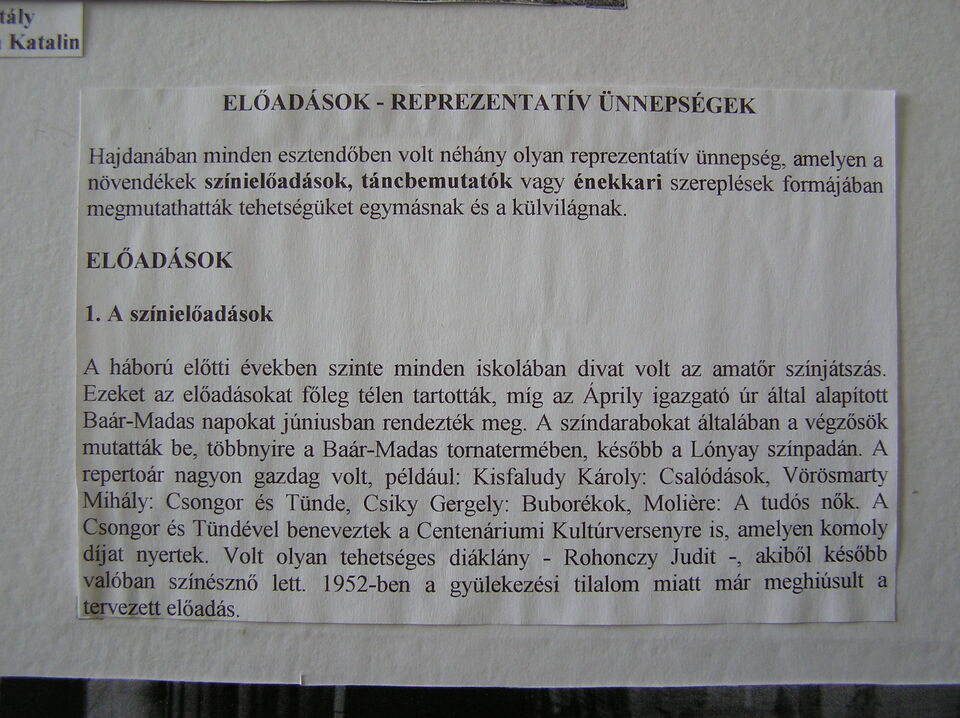 tály
Katalin
ELŐADÁSOK - REPREZENTATÍV ÜNNEPSÉGEK
Hajdanában minden esztendőben volt néhány olyan reprezentatív ünnepség, amelyen a
növendékek színielőadások, táncbemutatók vagy énekkari szereplések formájában
megmutathatták tehetségüket egymásnak és a külvilágnak.
ELŐADÁSOK
1. A színielőadások
A háború előtti években szinte minden iskolában divat volt az amatőr színjátszás.
Ezeket az előadásokat főleg télen tartották, míg az Áprily igazgató úr által alapított
Baár-Madas napokat júniusban rendezték meg. A színdarabokat általában a végzősök
mutatták be, többnyire a Baár-Madas tornatermében, később a Lónyay színpadán. A
repertoár nagyon gazdag volt, például: Kisfaludy Károly: Csalódások, Vörösmarty
Mihály: Csongor és Tünde, Csiky Gergely: Buborékok, Molière: A tudós nők. A
Csongor és Tündével beneveztek a Centenáriumi Kultúrversenyre is, amelyen komoly
díjat nyertek. Volt olyan tehetséges diáklány - Rohonczy Judit -, akiből később
valóban színésznő lett. 1952-ben a gyülekezési tilalom miatt már meghiúsult a
tervezett előadás.